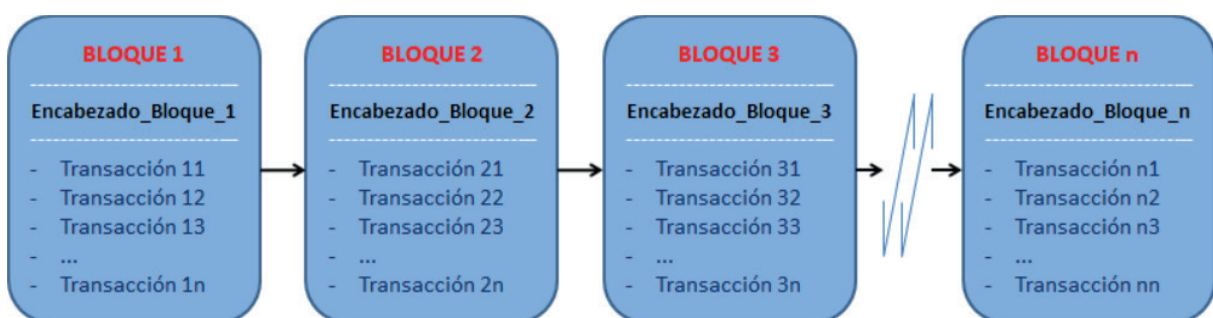 BLOQUE 1
Encabezado_Bloque_1
- Transacción 11
- Transacción 12
- Transacción 13
- ...
- Transacción 1n
BLOQUE 2
Encabezado_Bloque_2
- Transacción 21
- Transacción 22
- Transacción 23
- ...
- Transacción 2n
BLOQUE 3
Encabezado_Bloque_3
- Transacción 31
- Transacción 32
- Transacción 33
- ...
- Transacción 3n
BLOQUE n
Encabezado_Bloque_n
- Transacción n1
- Transacción n2
- Transacción n3
- ...
- Transacción nn